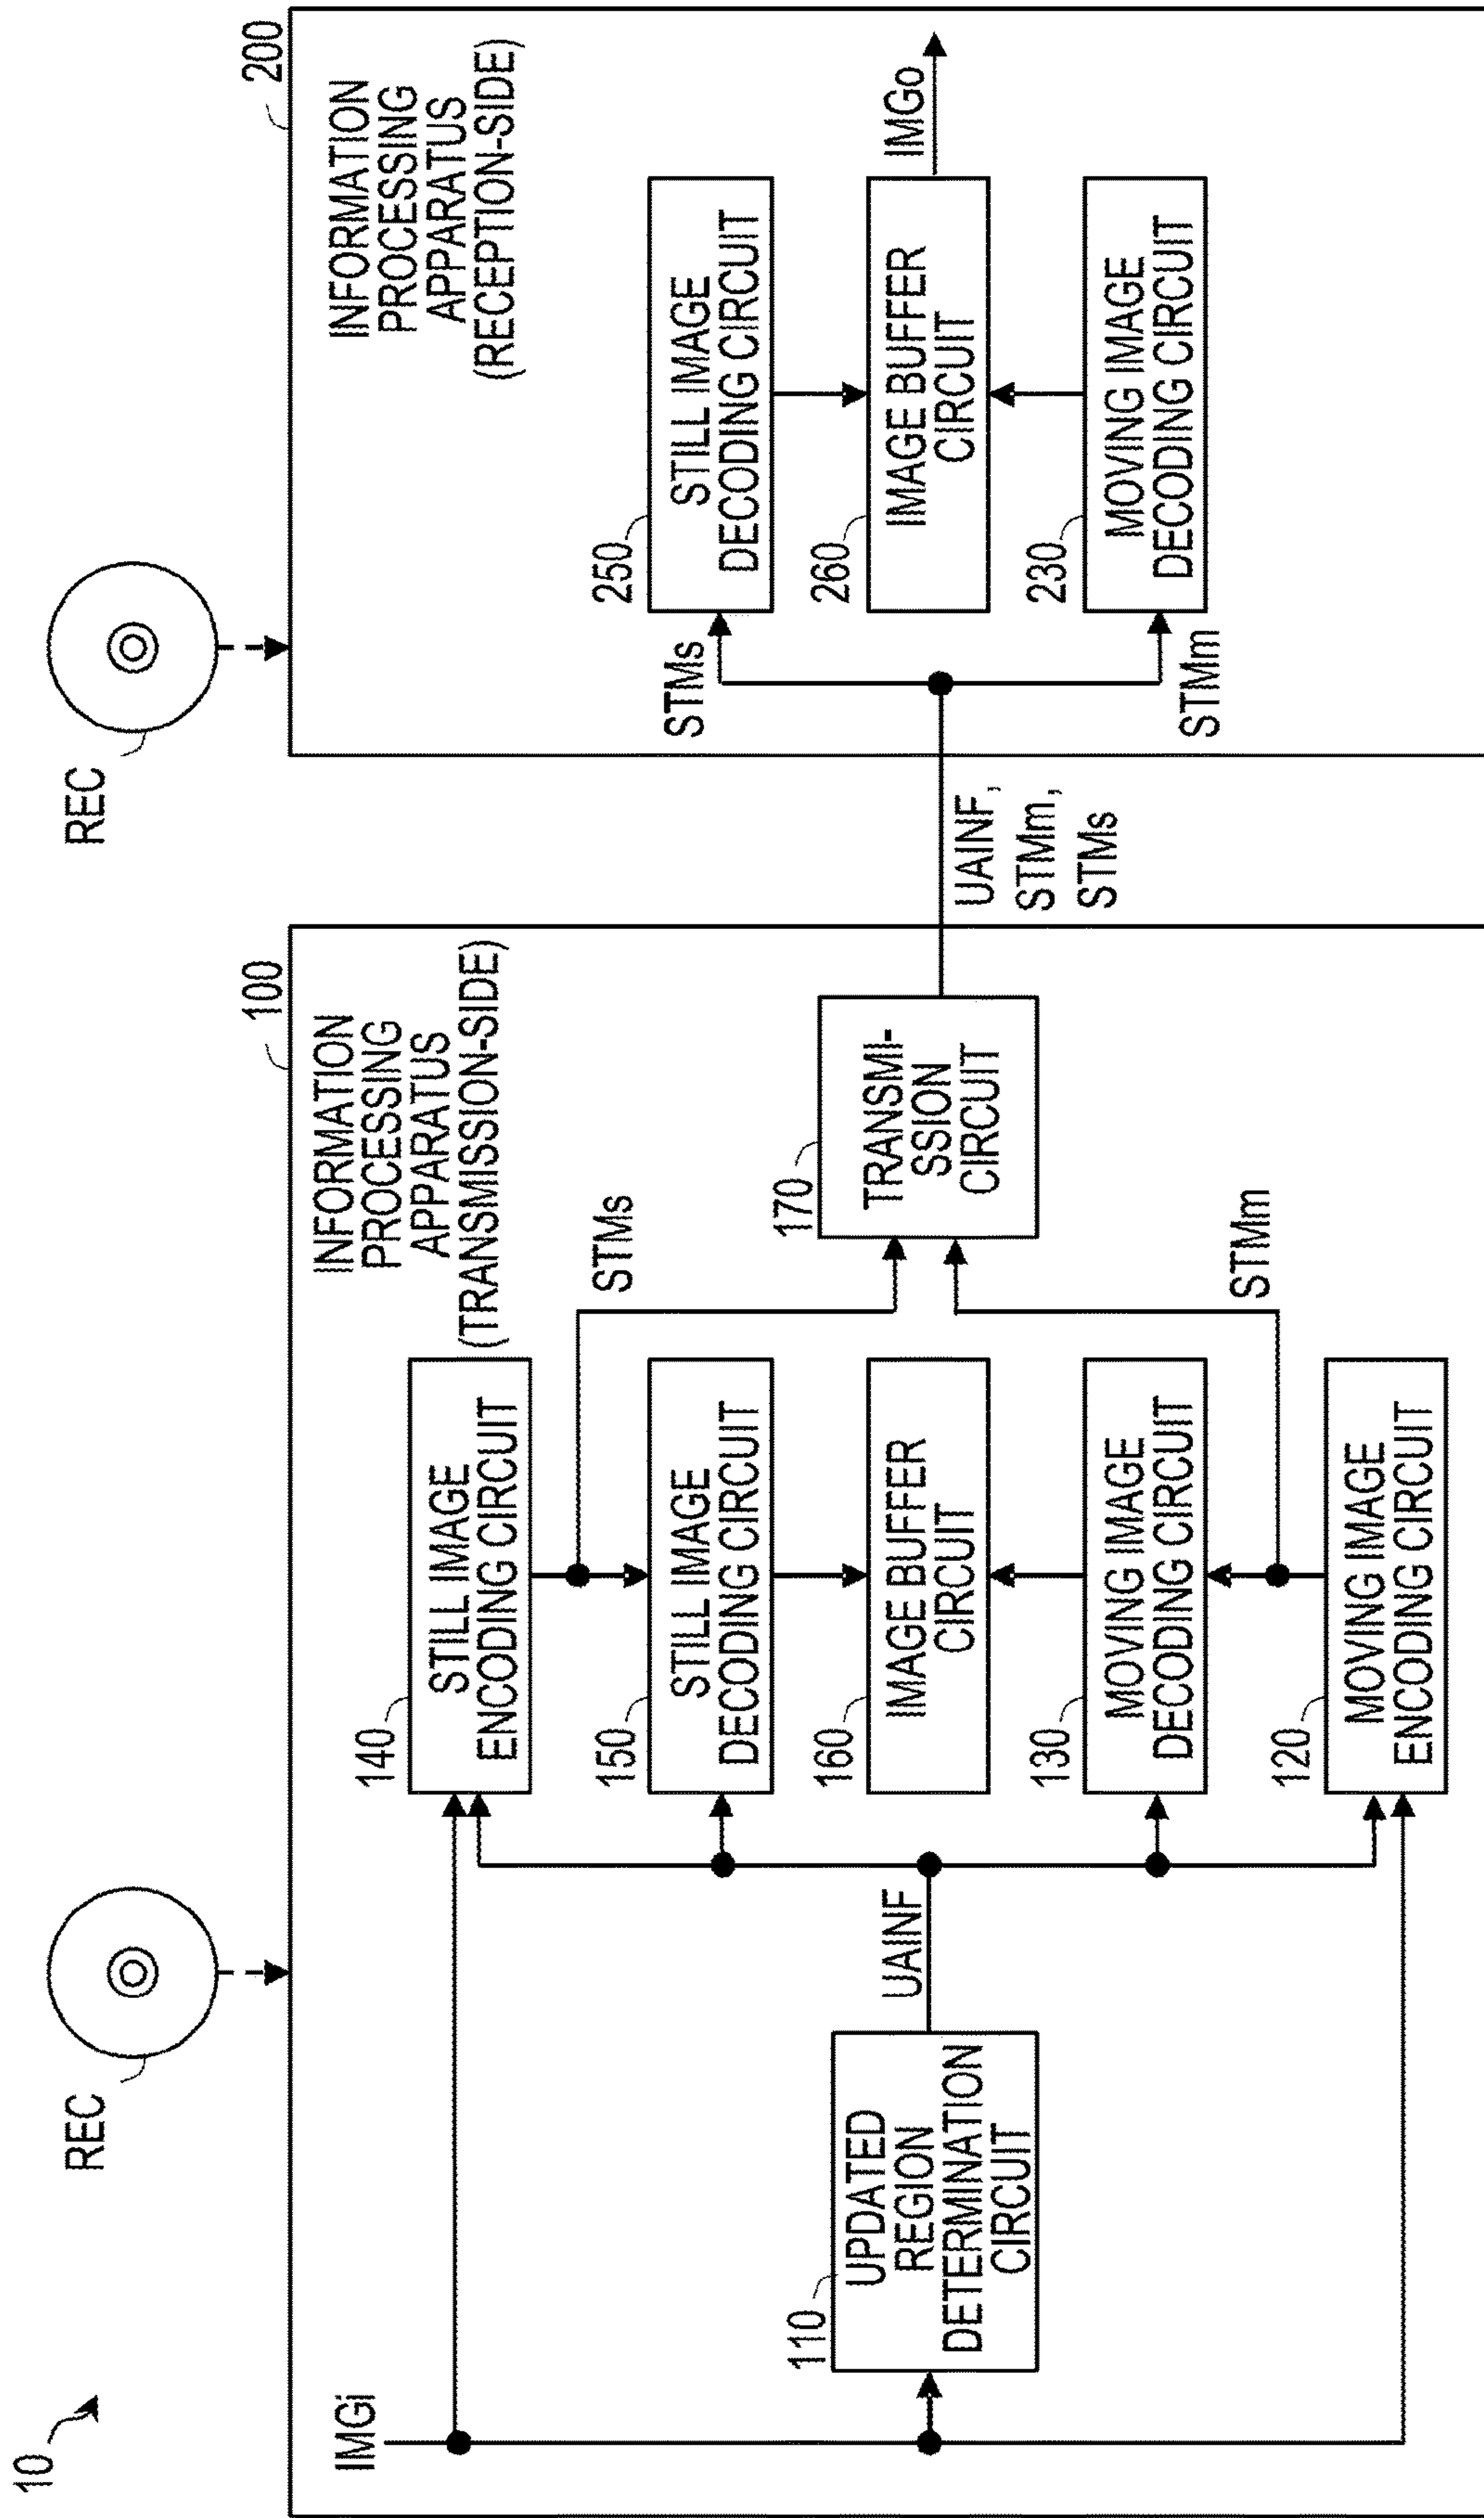 10
REC
REC
100
INFORMATION
PROCESSING
APPARATUS
(TRANSMISSION-SIDE)
IMGi
110
UPDATED
REGION
DETERMINATION
CIRCUIT
UAINF
140
STILL IMAGE
ENCODING CIRCUIT
150
STILL IMAGE
DECODING CIRCUIT
160
IMAGE BUFFER
CIRCUIT
130
MOVING IMAGE
DECODING CIRCUIT
120
MOVING IMAGE
ENCODING CIRCUIT
STMs
STMm
170
TRANSMI-
SSION
CIRCUIT
UAINF,
STMm,
STMs
200
INFORMATION
PROCESSING
APPARATUS
(RECEPTION-SIDE)
STMs
STMm
250
STILL IMAGE
DECODING CIRCUIT
260
IMAGE BUFFER
CIRCUIT
230
MOVING IMAGE
DECODING CIRCUIT
IMGo